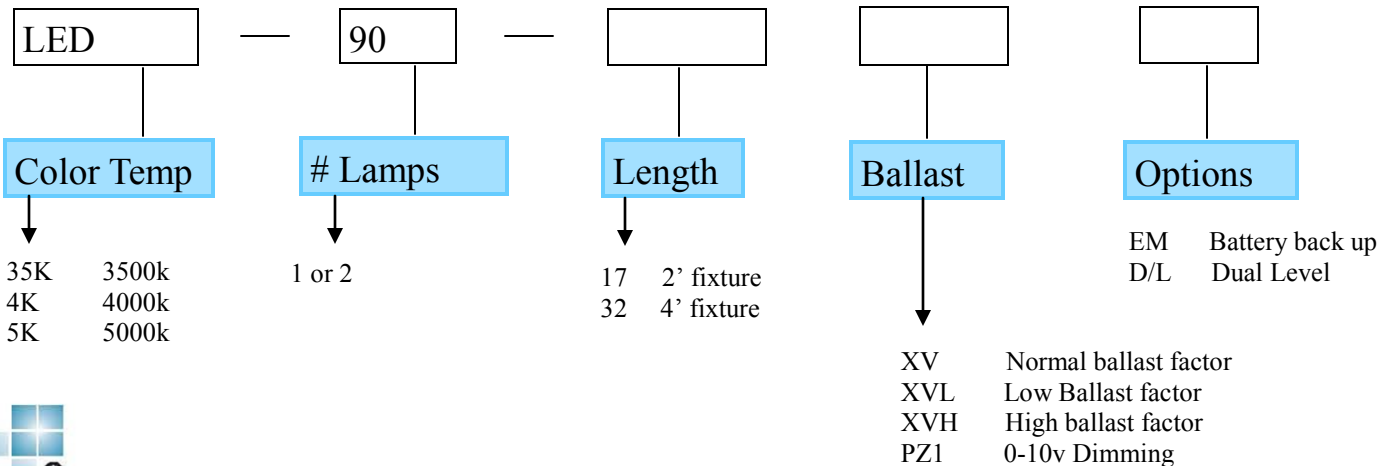 LED — 90 —
Color Temp # Lamps Length Ballast Options
35K 3500k
4K 4000k
5K 5000k
1 or 2
17 2’ fixture
32 4’ fixture
XV Normal ballast factor
XVL Low Ballast factor
XVH High ballast factor
PZ1 0-10v Dimming
EM Battery back up
D/L Dual Level